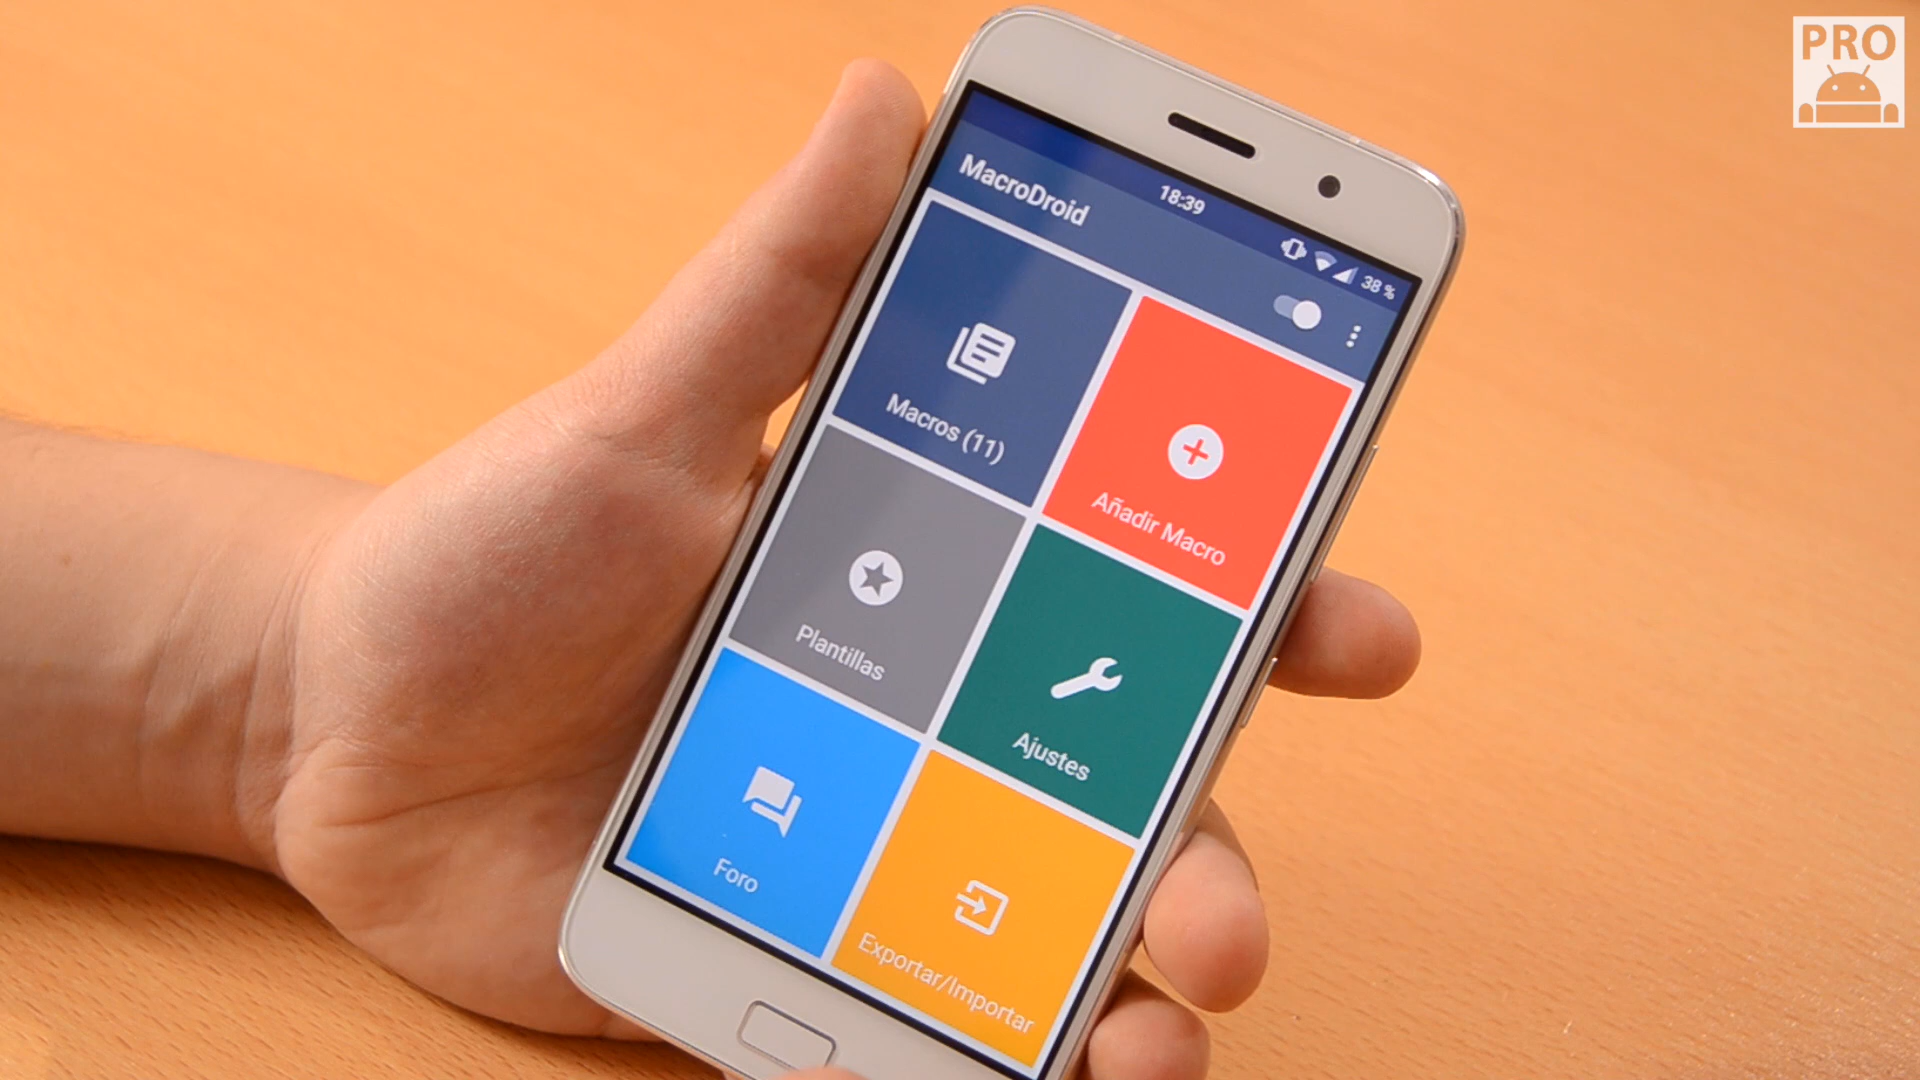 PRO
18:39
38 %
MacroDroid
Macros (11)
Añadir Macro
Plantillas
Ajustes
Foro
Exportar/Importar